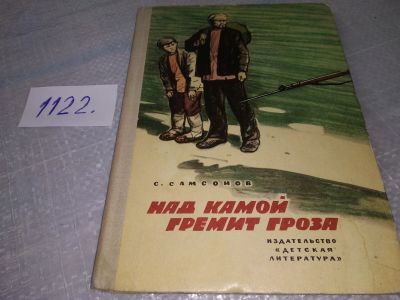 1122.
С. САМСОНОВ
НАД КАМОЙ
ГРЕМИТ ГРОЗА
ИЗДАТЕЛЬСТВО
«ДЕТСКАЯ
ЛИТЕРАТУРА»